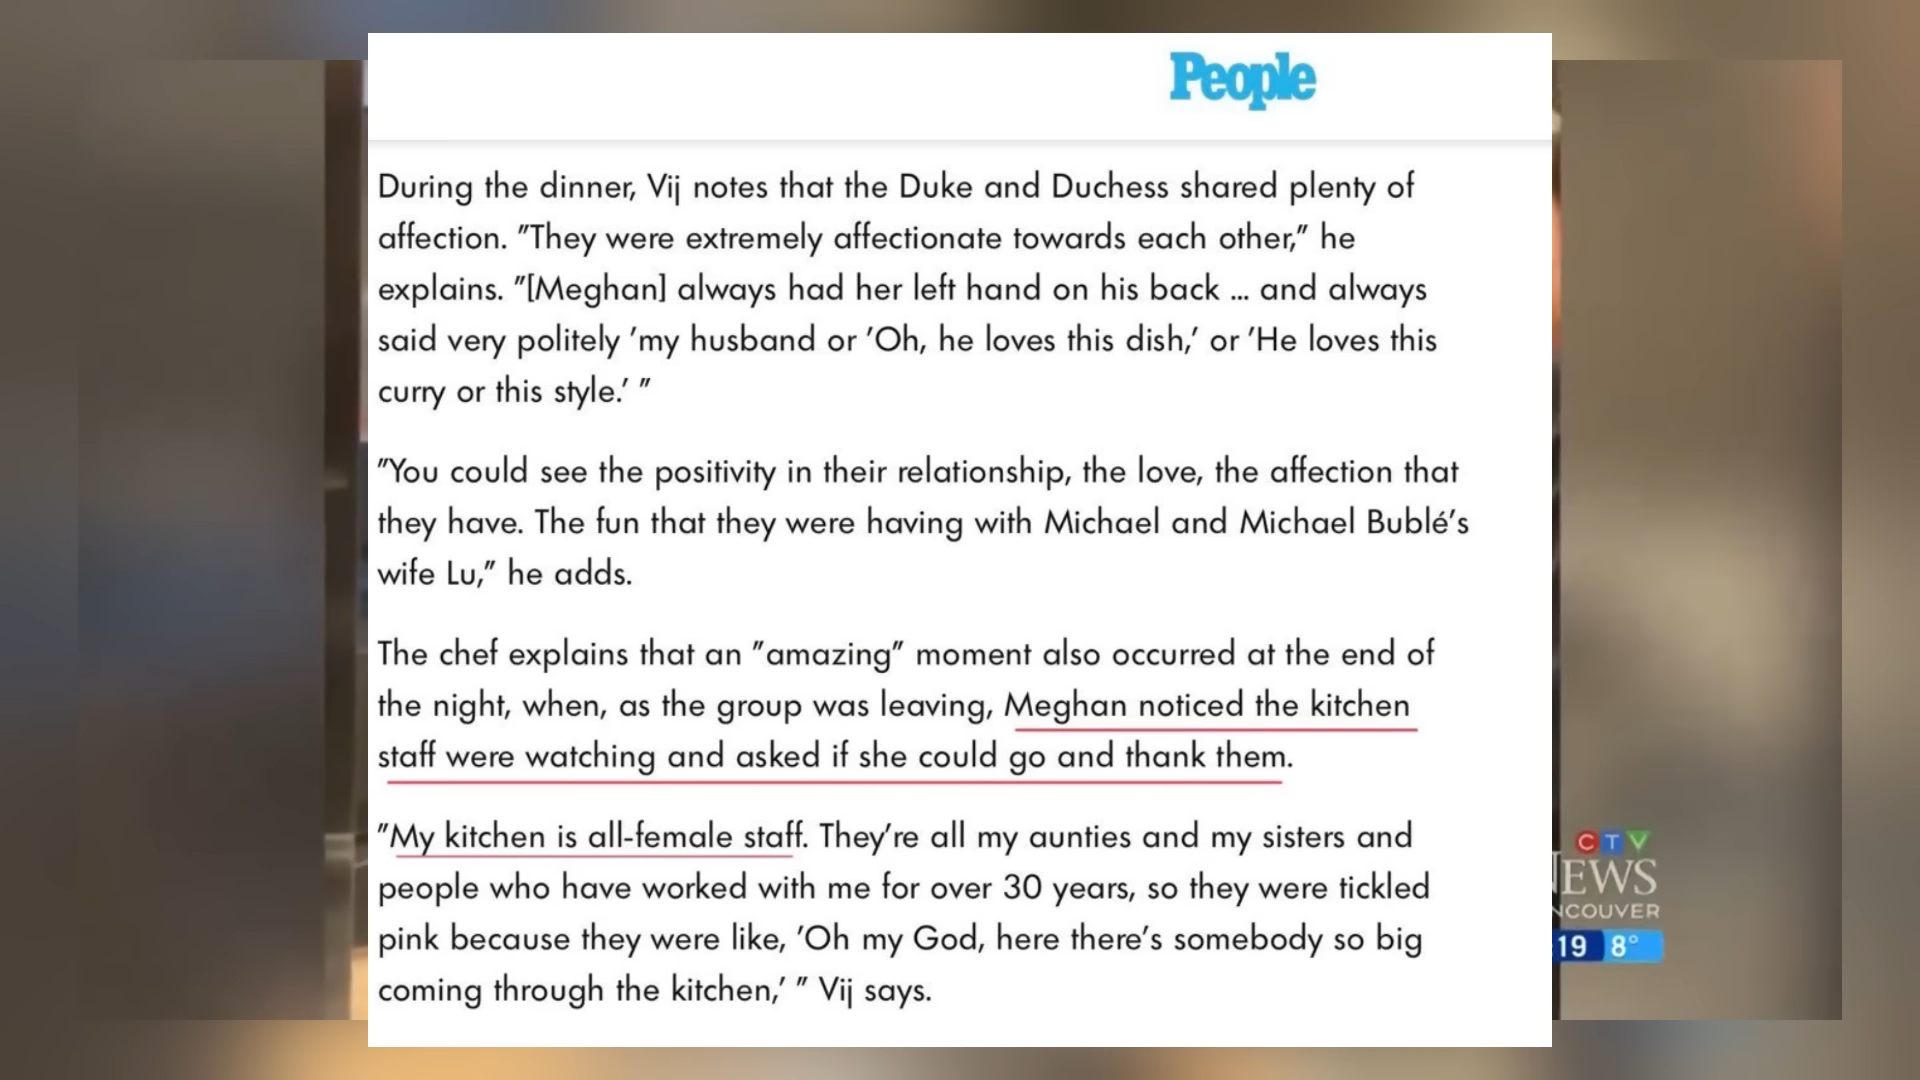 People
During the dinner, Vij notes that the Duke and Duchess shared plenty of
affection. "They were extremely affectionate towards each other," he
explains. "[Meghan] always had her left hand on his back ... and always
said very politely 'my husband or 'Oh, he loves this dish,' or 'He loves this
curry or this style.' "
"You could see the positivity in their relationship, the love, the affection that
they have. The fun that they were having with Michael and Michael Bublé's
wife Lu," he adds.
The chef explains that an "amazing" moment also occurred at the end of
the night, when, as the group was leaving, Meghan noticed the kitchen
staff were watching and asked if she could go and thank them.
"My kitchen is all-female staff. They're all my aunties and my sisters and
people who have worked with me for over 30 years, so they were tickled
pink because they were like, 'Oh my God, here there's somebody so big
coming through the kitchen,' " Vij says.
CTV
NEWS
NCOUVER
:19 8°